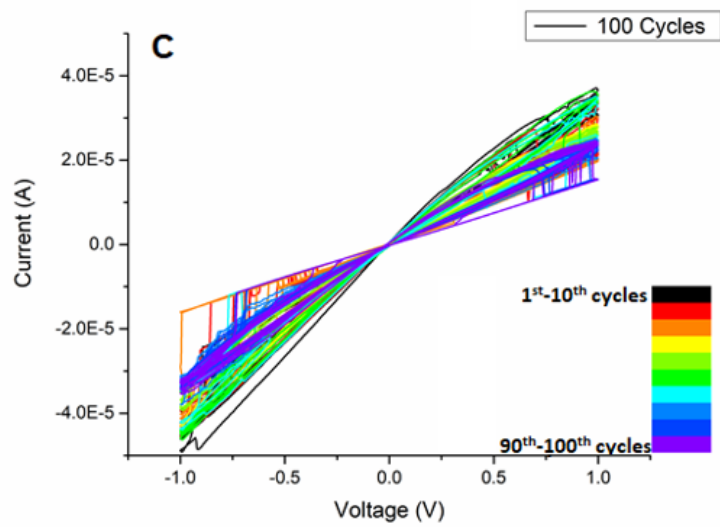 C
100 Cycles
4.0E-5
2.0E-5
0.0
-2.0E-5
-4.0E-5
Current (A)
1st-10th cycles
90th-100th cycles
-1.0
-0.5
0.0
0.5
1.0
Voltage (V)